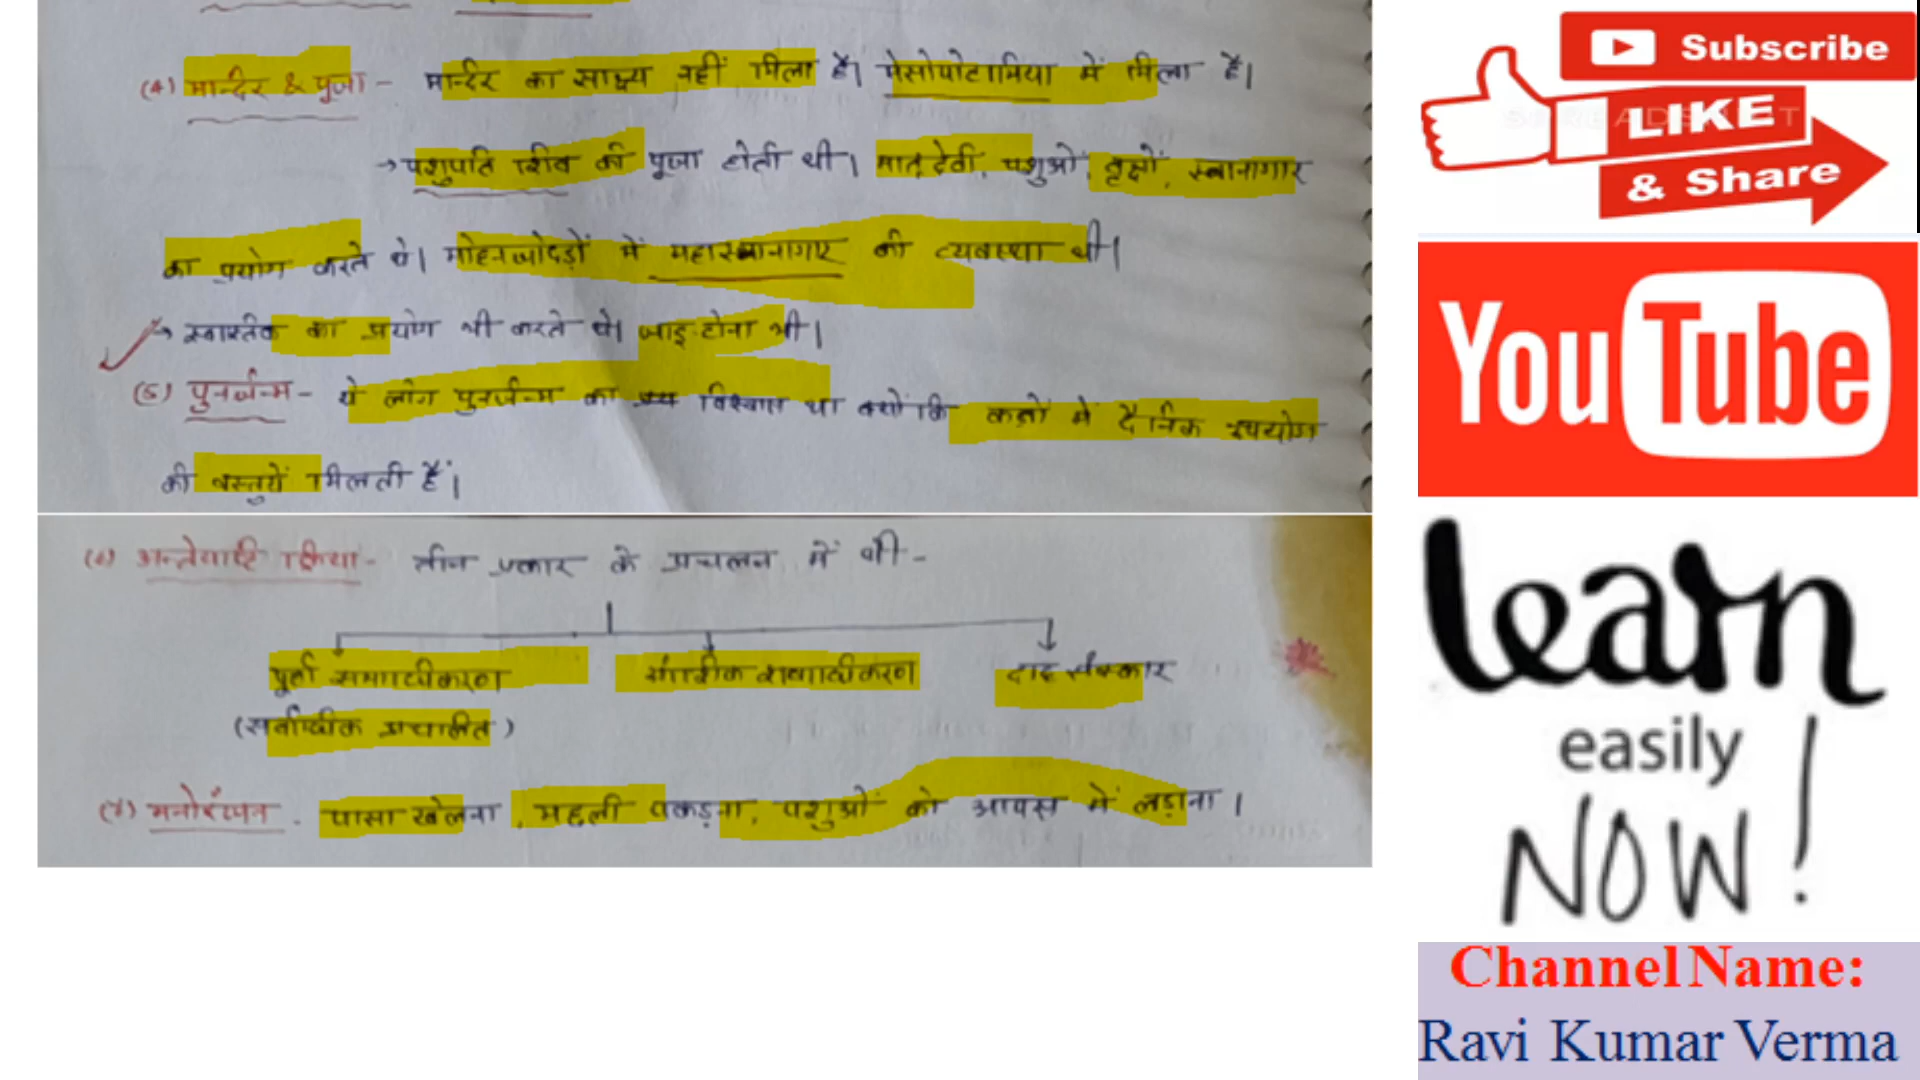 (4) मन्दिर & पूजा - मन्दिर का साक्ष्य नहीं मिला है। मेसोपोटामिया में मिला है।
→ पशुपति शिव की पूजा होती थी। मातृदेवी, पशुओं, वृक्षों, स्नानागार
का प्रयोग करते थे। मोहनजोदड़ों में महास्नानागार की व्यवस्था थी।
→ स्वास्तिक का प्रयोग भी करते थे। जादू-टोना भी।
(5) पुनर्जन्म - ये लोग पुनर्जन्म का विश्वास था क्योंकि कब्रों में दैनिक उपयोग
की वस्तुयें मिलती हैं।
(6) अन्तेयाष्टि क्रिया - तीन प्रकार के प्रचलन में थी -
पूर्ण समाधीकरण आंशिक शवाधीकरण दाह संस्कार
(सर्वाधिक प्रचलित)
(7) मनोरंजन - पासा खेलना, मछली पकड़ना, पशुओं को आपस में लड़ाना।
Subscribe
LIKE
& Share
YouTube
learn
easily
NOW!
Channel Name:
Ravi Kumar Verma